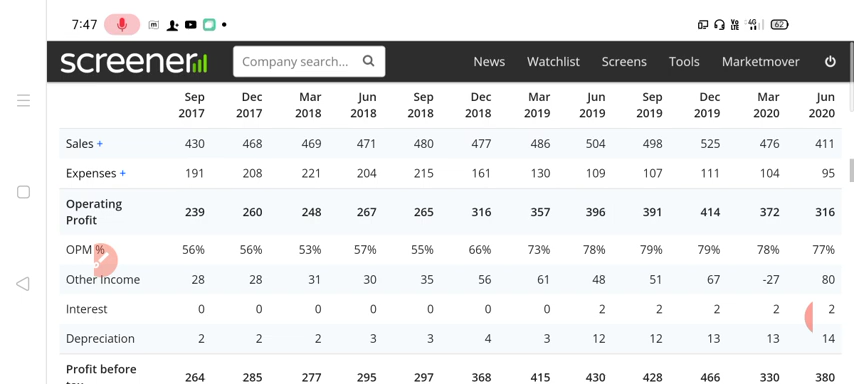 7:47 m Vo LTE 4G 62
screener Company search... News Watchlist Screens Tools Marketmover
Sep Dec Mar Jun Sep Dec Mar Jun Sep Dec Mar Jun
2017 2017 2018 2018 2018 2018 2019 2019 2019 2019 2020 2020
Sales + 430 468 469 471 480 477 486 504 498 525 476 411
Expenses + 191 208 221 204 215 161 130 109 107 111 104 95
Operating
Profit 239 260 248 267 265 316 357 396 391 414 372 316
OPM % 56% 56% 53% 57% 55% 66% 73% 78% 79% 79% 78% 77%
Other Income 28 28 31 30 35 56 61 48 51 67 -27 80
Interest 0 0 0 0 0 0 0 2 2 2 2 2
Depreciation 2 2 2 3 3 4 3 12 12 13 13 14
Profit before 264 285 277 295 297 368 415 430 428 466 330 380